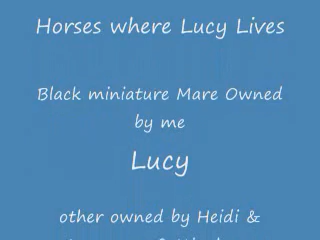 Horses where Lucy Lives
Black miniature Mare Owned
by me
Lucy
other owned by Heidi &